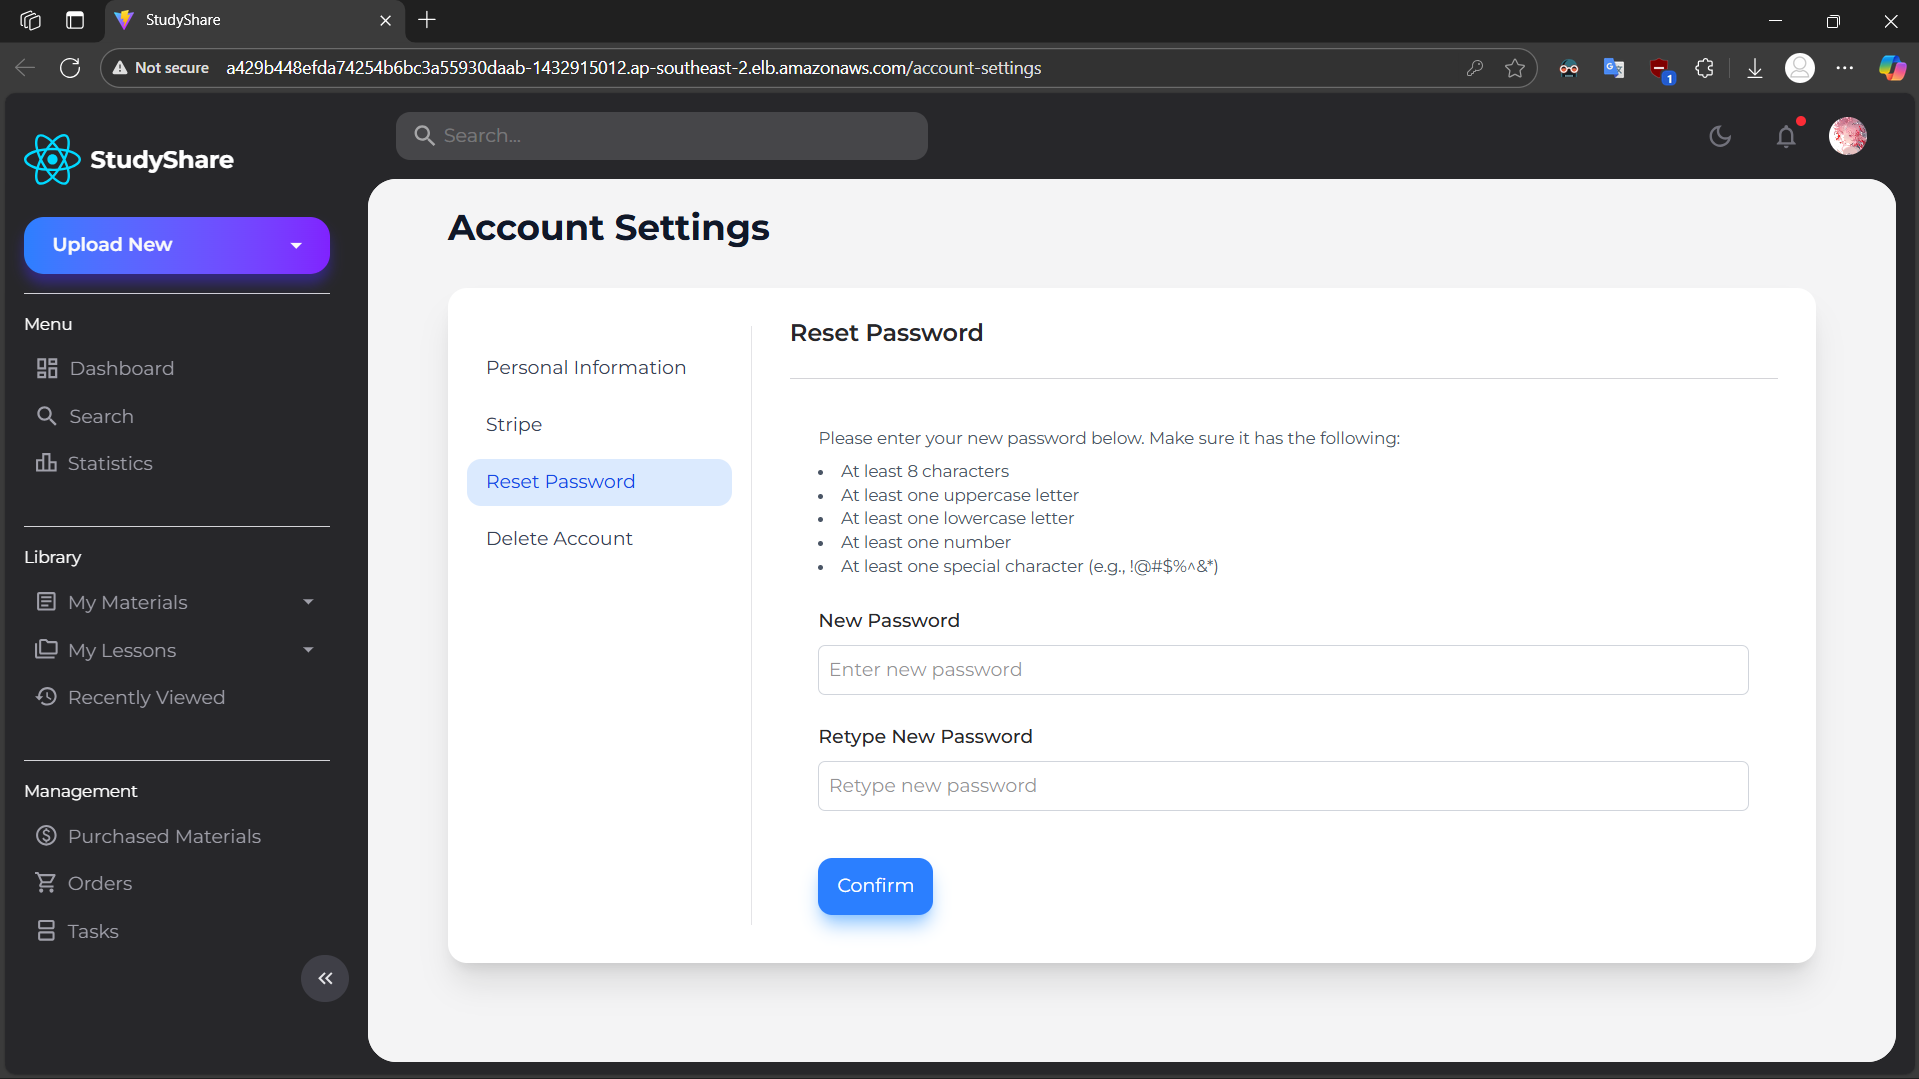 StudyShare
Not secure a429b448efda74254b6bc3a55930daab-1432915012.ap-southeast-2.elb.amazonaws.com/account-settings
1
StudyShare
Search...
Upload New
Menu
Dashboard
Search
Statistics
Library
My Materials
My Lessons
Recently Viewed
Management
Purchased Materials
Orders
Tasks
Account Settings
Personal Information
Stripe
Reset Password
Delete Account
Reset Password
Please enter your new password below. Make sure it has the following:
• At least 8 characters
• At least one uppercase letter
• At least one lowercase letter
• At least one number
• At least one special character (e.g., !@#$%^&*)
New Password
Enter new password
Retype New Password
Retype new password
Confirm